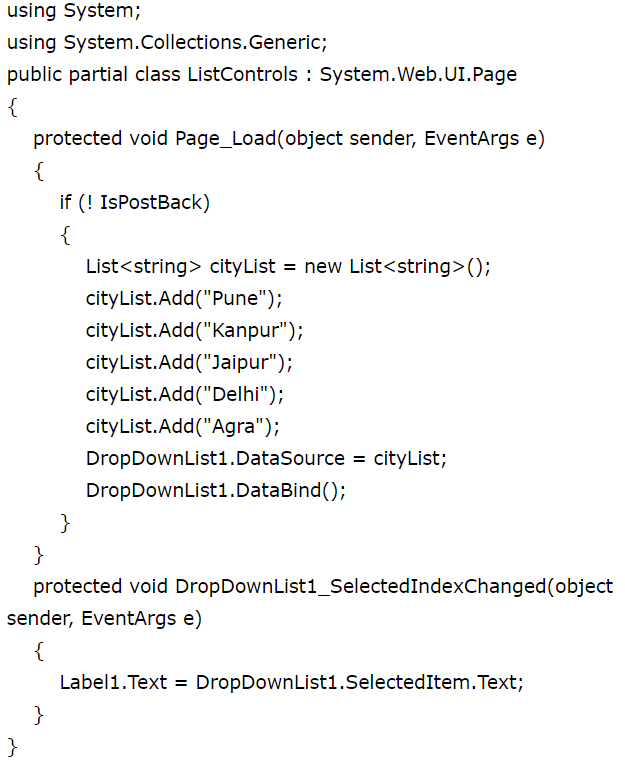 using System;
using System.Collections.Generic;
public partial class ListControls : System.Web.UI.Page
{
    protected void Page_Load(object sender, EventArgs e)
    {
        if (! IsPostBack)
        {
            List<string> cityList = new List<string>();
            cityList.Add("Pune");
            cityList.Add("Kanpur");
            cityList.Add("Jaipur");
            cityList.Add("Delhi");
            cityList.Add("Agra");
            DropDownList1.DataSource = cityList;
            DropDownList1.DataBind();
        }
    }
    protected void DropDownList1_SelectedIndexChanged(object
sender, EventArgs e)
    {
        Label1.Text = DropDownList1.SelectedItem.Text;
    }
}